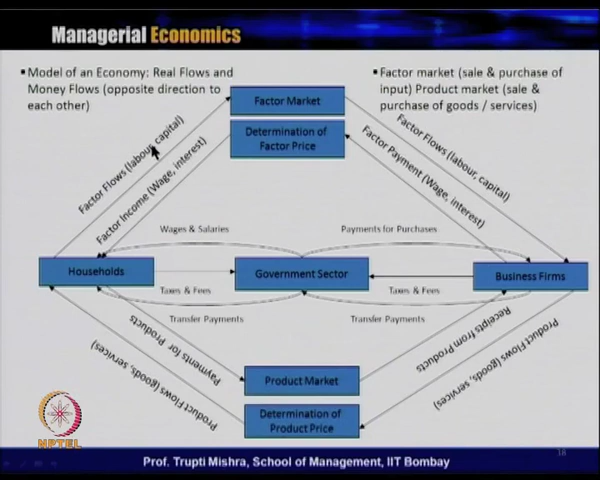 Managerial Economics
▪Model of an Economy: Real Flows and
Money Flows (opposite direction to
each other)
▪Factor market (sale & purchase of
input) Product market (sale &
purchase of goods / services)
Factor Market
Determination of
Factor Price
Factor Flows (labour, capital)
Factor Income (Wage, interest)
Factor Flows (labour, capital)
Factor Payment (Wage, interest)
Wages & Salaries
Payments for Purchases
Households
Government Sector
Business Firms
Taxes & Fees
Taxes & Fees
Transfer Payments
Transfer Payments
Payments for Products
Product Flows (goods, services)
Receipts from Products
Product Flows (goods, services)
Product Market
Determination of
Product Price
NPTEL
18
Prof. Trupti Mishra, School of Management, IIT Bombay